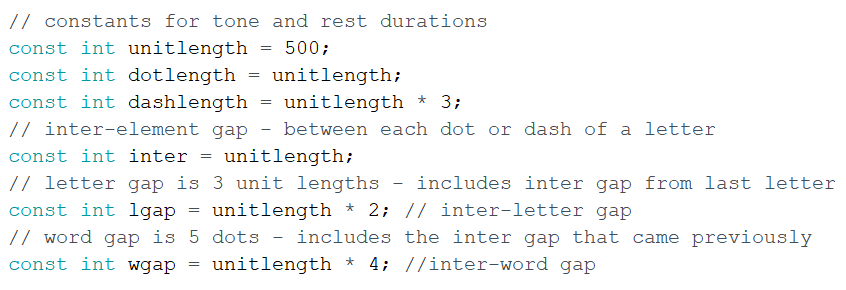 // constants for tone and rest durations
const int unitlength = 500;
const int dotlength = unitlength;
const int dashlength = unitlength * 3;
// inter-element gap - between each dot or dash of a letter
const int inter = unitlength;
// letter gap is 3 unit lengths - includes inter gap from last letter
const int lgap = unitlength * 2; // inter-letter gap
// word gap is 5 dots - includes the inter gap that came previously
const int wgap = unitlength * 4; //inter-word gap